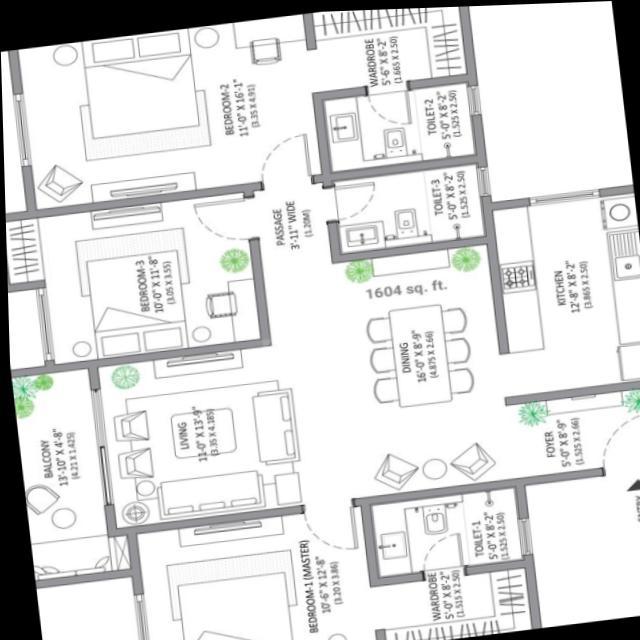 WARDROBE
5'-6" X 8'-2"
(1.665 X 2.50)
BEDROOM-2
11'-0" X 16'-1"
(3.35 X 4.91)
TOILET-2
5'-0" X 8'-2"
(1.525 X 2.50)
TOILET-3
5'-0" X 8'-2"
(1.525 X 2.50)
PASSAGE
3'-11" WIDE
(1.20M)
BEDROOM-3
10'-0" X 11'-8"
(3.05 X 3.55)
1604 sq. ft.
KITCHEN
12'-8" X 8'-2"
(3.865 X 2.50)
DINING
16'-0" X 8'-9"
(4.875 X 2.66)
LIVING
11'-0" X 13'-9"
(3.35 X 4.185)
BALCONY
13'-10" X 4'-8"
(4.21 X 1.425)
FOYER
5'-0" X 8'-9"
(1.525 X 2.66)
TOILET-1
5'-0" X 8'-2"
(1.525 X 2.50)
BEDROOM-1 (MASTER)
10'-6" X 12'-8"
(3.20 X 3.86)
WARDROBE
5'-0" X 8'-2"
(1.515 X 2.50)